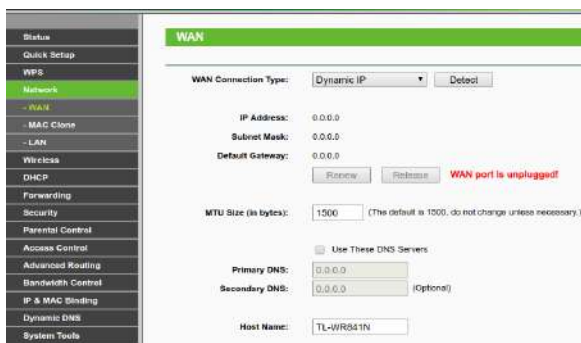 Status
Quick Setup
WPS
Network
- WAN
- MAC Clone
- LAN
Wireless
DHCP
Forwarding
Security
Parental Control
Access Control
Advanced Routing
Bandwidth Control
IP & MAC Binding
Dynamic DNS
System Tools
WAN
WAN Connection Type: Dynamic IP Detect
IP Address: 0.0.0.0
Subnet Mask: 0.0.0.0
Default Gateway: 0.0.0.0
Renew Release WAN port is unplugged!
MTU Size (in bytes): 1500 (The default is 1500, do not change unless necessary.)
Use These DNS Servers
Primary DNS: 0.0.0.0
Secondary DNS: 0.0.0.0 (Optional)
Host Name: TL-WR841N